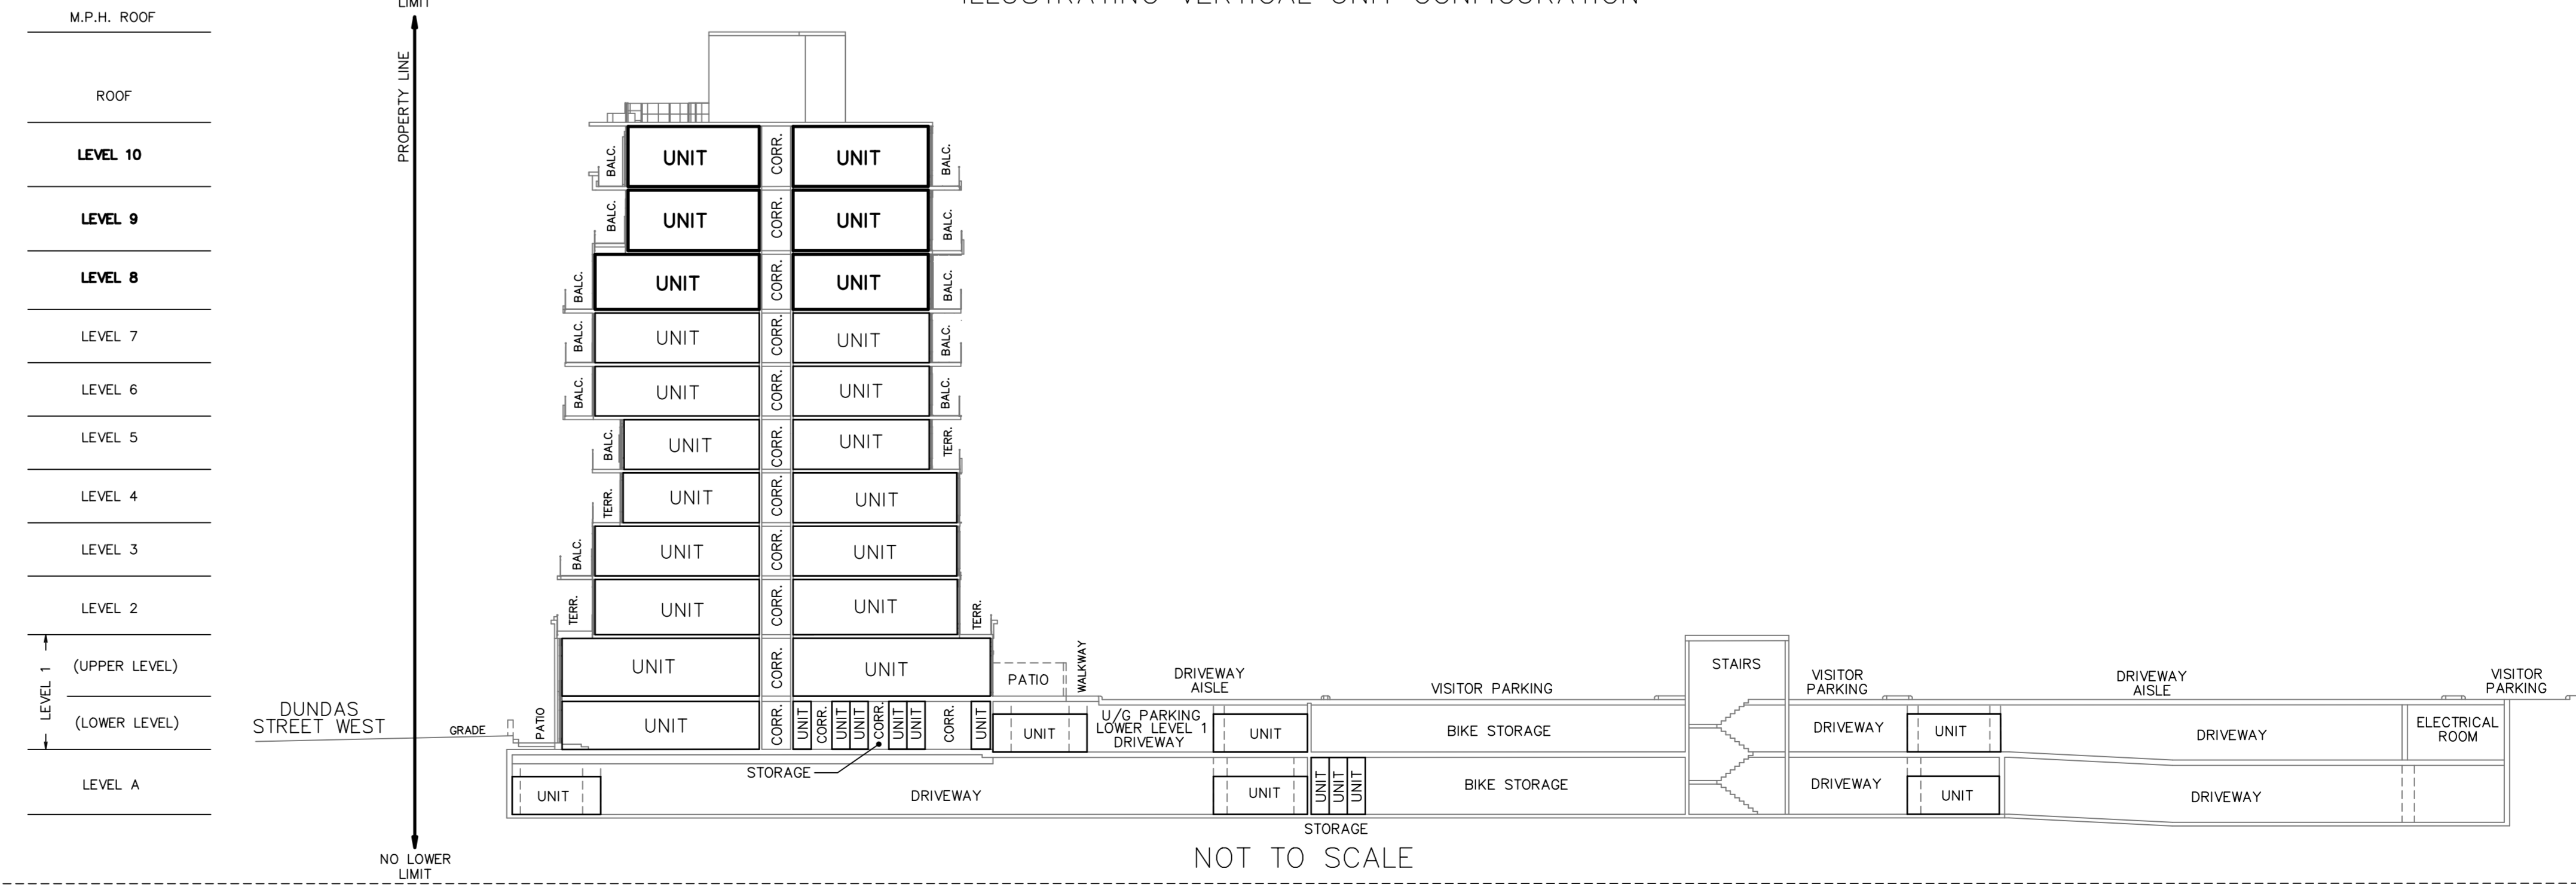 LIMIT
ILLUSTRATING VERTICAL UNIT CONFIGURATION
M.P.H. ROOF
PROPERTY LINE
ROOF
LEVEL 10
BALC.
UNIT
CORR.
UNIT
BALC.
LEVEL 9
BALC.
UNIT
CORR.
UNIT
BALC.
LEVEL 8
BALC.
UNIT
CORR.
UNIT
BALC.
LEVEL 7
BALC.
UNIT
CORR.
UNIT
BALC.
LEVEL 6
BALC.
UNIT
CORR.
UNIT
BALC.
LEVEL 5
BALC.
UNIT
CORR.
UNIT
TERR.
LEVEL 4
TERR.
UNIT
CORR.
UNIT
LEVEL 3
BALC.
UNIT
CORR.
UNIT
LEVEL 2
TERR.
UNIT
CORR.
UNIT
TERR.
LEVEL 1
(UPPER LEVEL)
UNIT
CORR.
UNIT
PATIO
WALKWAY
DRIVEWAY
AISLE
VISITOR PARKING
STAIRS
VISITOR
PARKING
DRIVEWAY
AISLE
VISITOR
PARKING
(LOWER LEVEL)
DUNDAS
STREET WEST
GRADE
PATIO
UNIT
CORR.
UNIT
CORR.
UNIT
UNIT
CORR.
UNIT
UNIT
CORR.
UNIT
UNIT
U/G PARKING
LOWER LEVEL 1
DRIVEWAY
UNIT
BIKE STORAGE
DRIVEWAY
UNIT
DRIVEWAY
ELECTRICAL
ROOM
STORAGE
LEVEL A
UNIT
DRIVEWAY
UNIT
UNIT
UNIT
UNIT
BIKE STORAGE
DRIVEWAY
UNIT
DRIVEWAY
STORAGE
NO LOWER
LIMIT
NOT TO SCALE